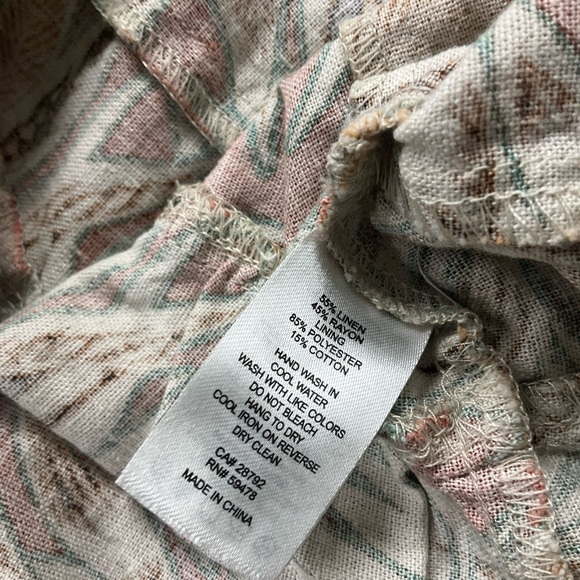 55% LINEN
45% RAYON
LINING
85% POLYESTER
15% COTTON
HAND WASH IN
COOL WATER
WASH WITH LIKE COLORS
DO NOT BLEACH
HANG TO DRY
COOL IRON ON REVERSE
DRY CLEAN
CA# 28792
RN# 59478
MADE IN CHINA